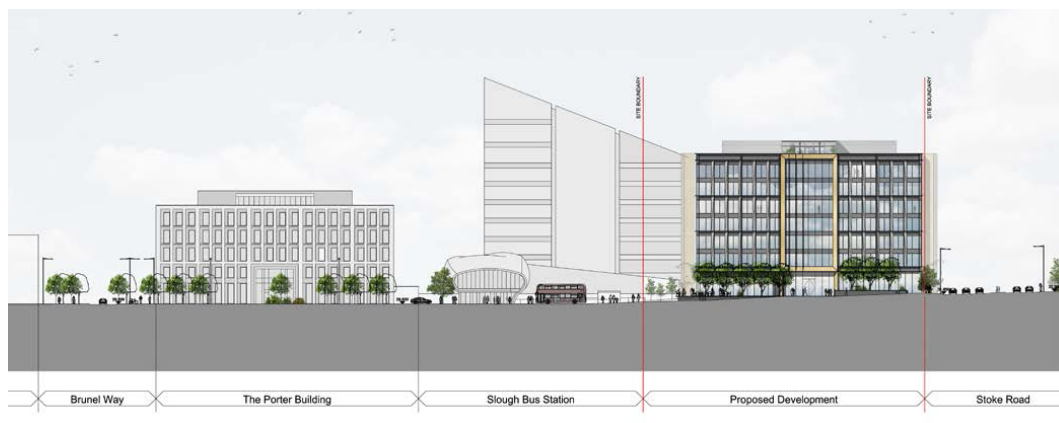 SITE BOUNDARY
SITE BOUNDARY
Brunel Way
The Porter Building
Slough Bus Station
Proposed Development
Stoke Road